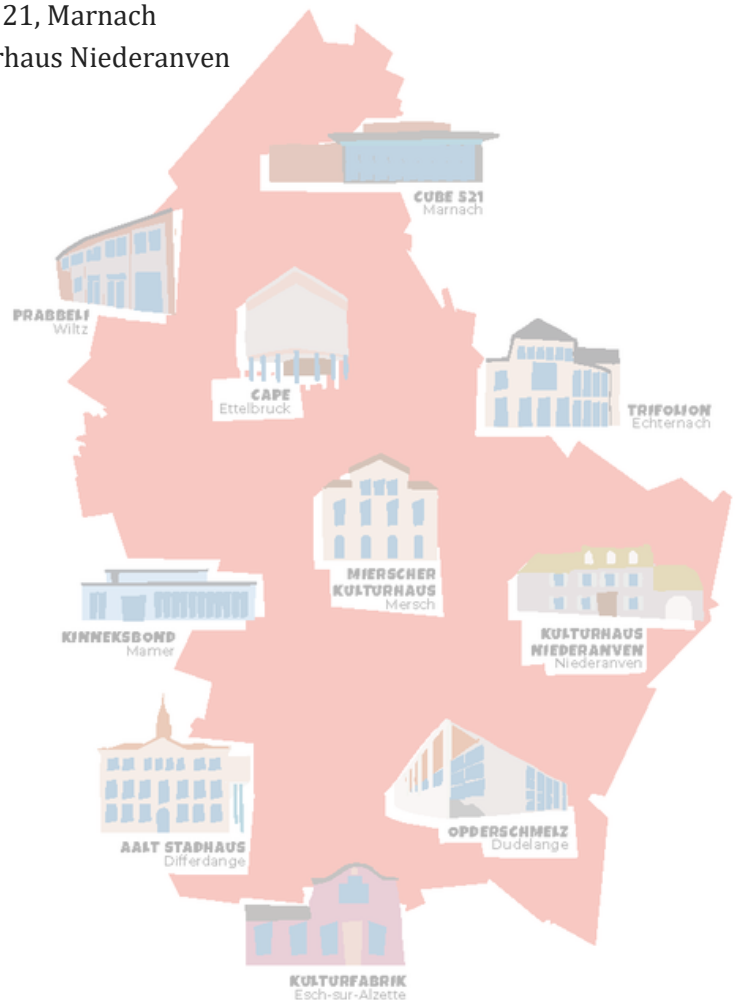 21, Marnach
rhaus Niederanven
CUBE 521
Marnach
PRABBELI
Wiltz
CAPE
Ettelbruck
TRIFOLION
Echternach
MIERSCHER
KULTURHAUS
Mersch
KINNEKSBOND
Mamer
KULTURHAUS
NIEDERANVEN
Niederanven
AALT STADHAUS
Differdange
OPDERSCHMELZ
Dudelange
KULTURFABRIK
Esch-sur-Alzette